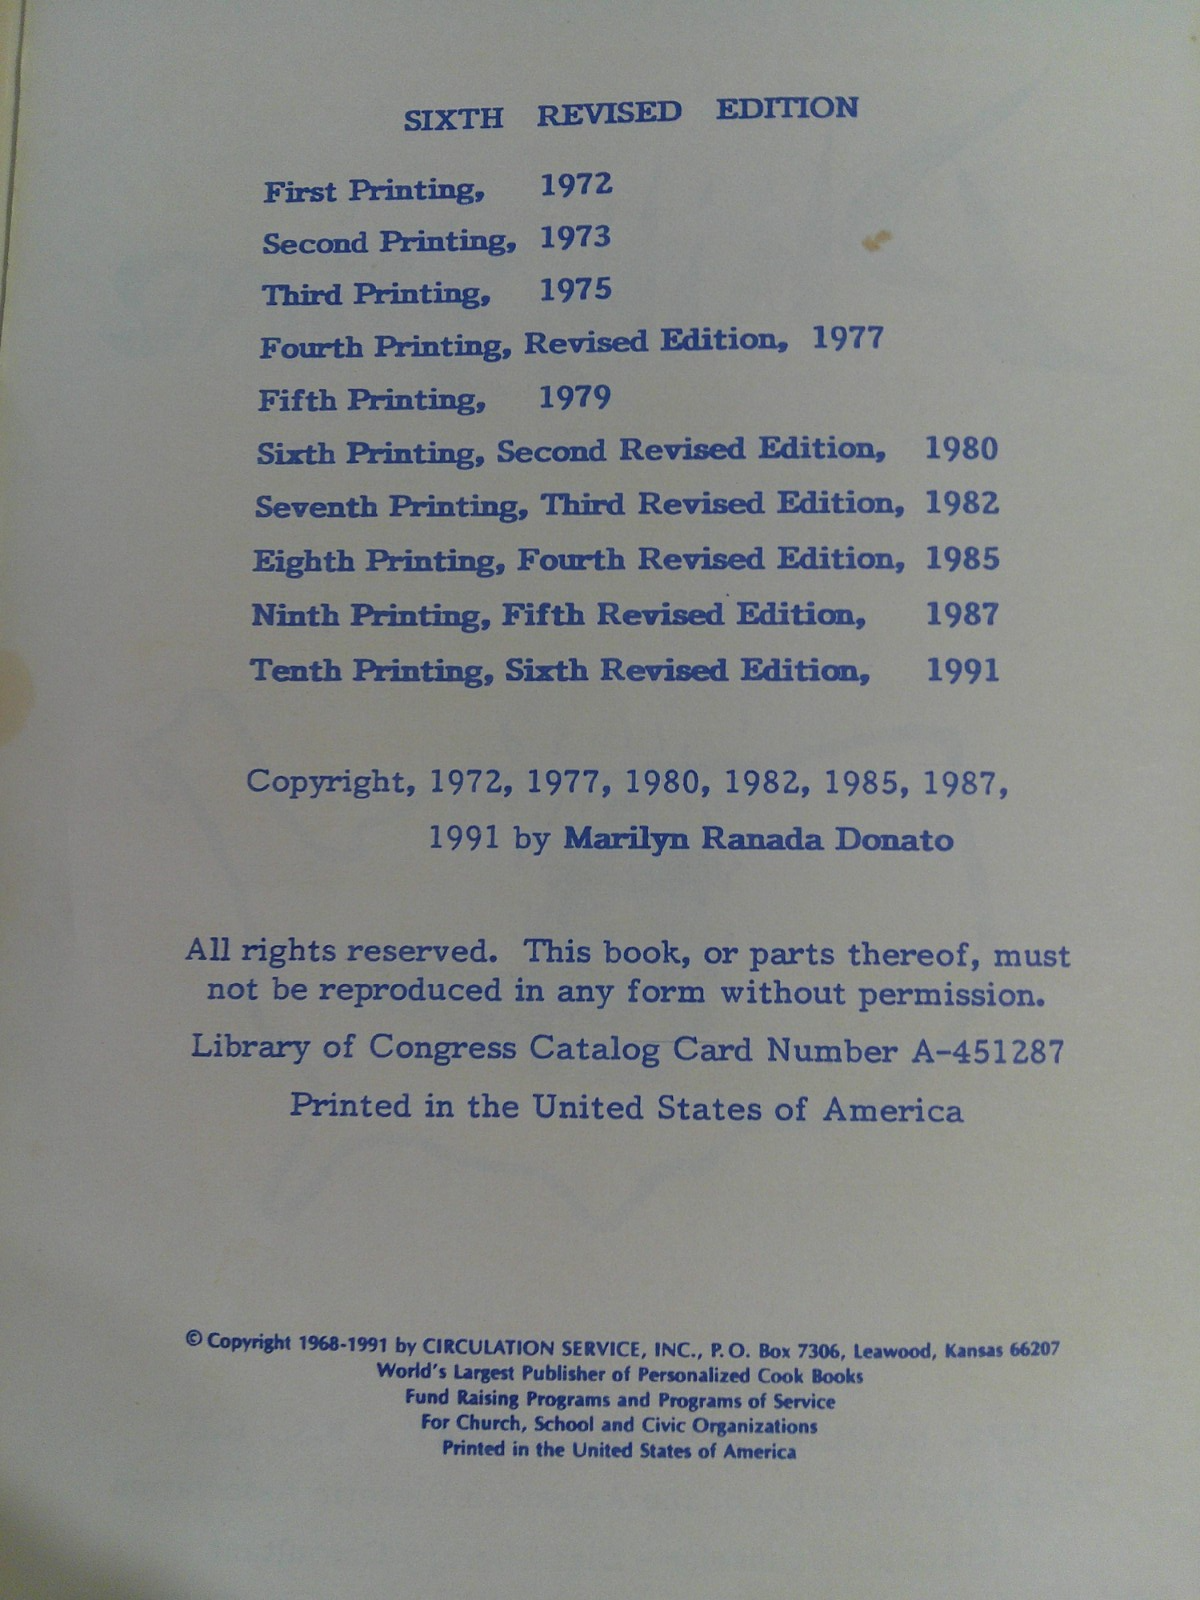 SIXTH REVISED EDITION
First Printing, 1972
Second Printing, 1973
Third Printing, 1975
Fourth Printing, Revised Edition, 1977
Fifth Printing, 1979
Sixth Printing, Second Revised Edition, 1980
Seventh Printing, Third Revised Edition, 1982
Eighth Printing, Fourth Revised Edition, 1985
Ninth Printing, Fifth Revised Edition, 1987
Tenth Printing, Sixth Revised Edition, 1991
Copyright, 1972, 1977, 1980, 1982, 1985, 1987,
1991 by Marilyn Ranada Donato
All rights reserved. This book, or parts thereof, must
not be reproduced in any form without permission.
Library of Congress Catalog Card Number A-451287
Printed in the United States of America
© Copyright 1968-1991 by CIRCULATION SERVICE, INC., P. O. Box 7306, Leawood, Kansas 66207
World's Largest Publisher of Personalized Cook Books
Fund Raising Programs and Programs of Service
For Church, School and Civic Organizations
Printed in the United States of America